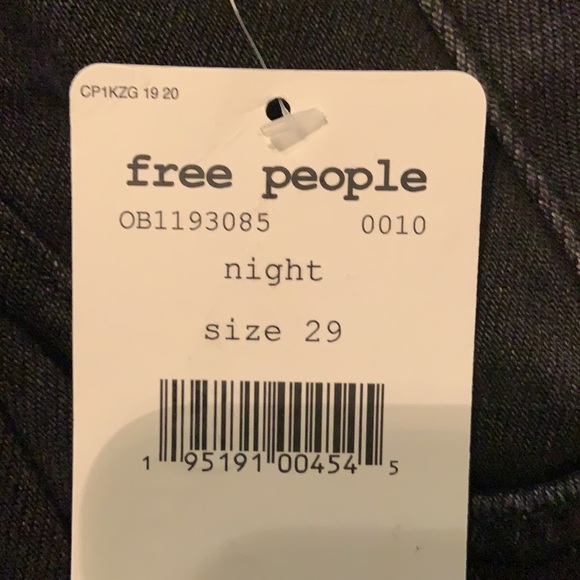 CP1KZG 19 20
free people
OB1193085 0010
night
size 29
1 95191 00454 5